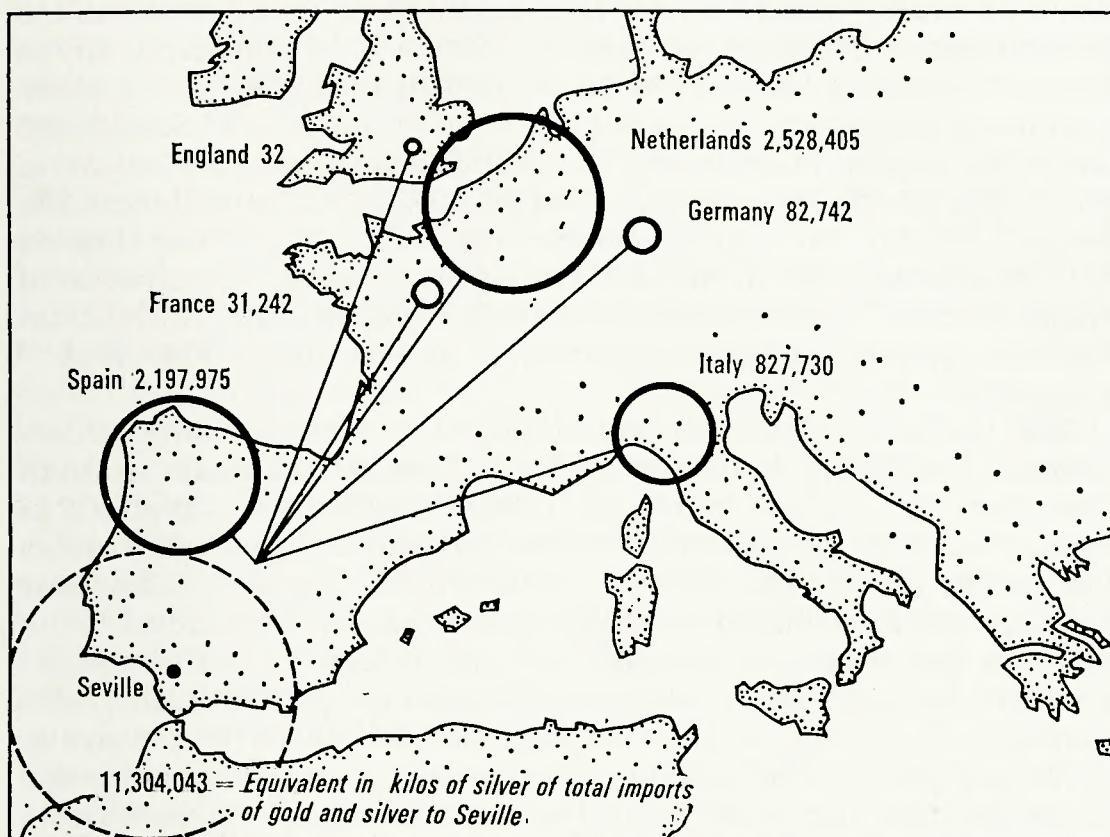 England 32
Netherlands 2,528,405
Germany 82,742
France 31,242
Spain 2,197,975
Italy 827,730
Seville
11,304,043 = Equivalent in kilos of silver of total imports
of gold and silver to Seville.